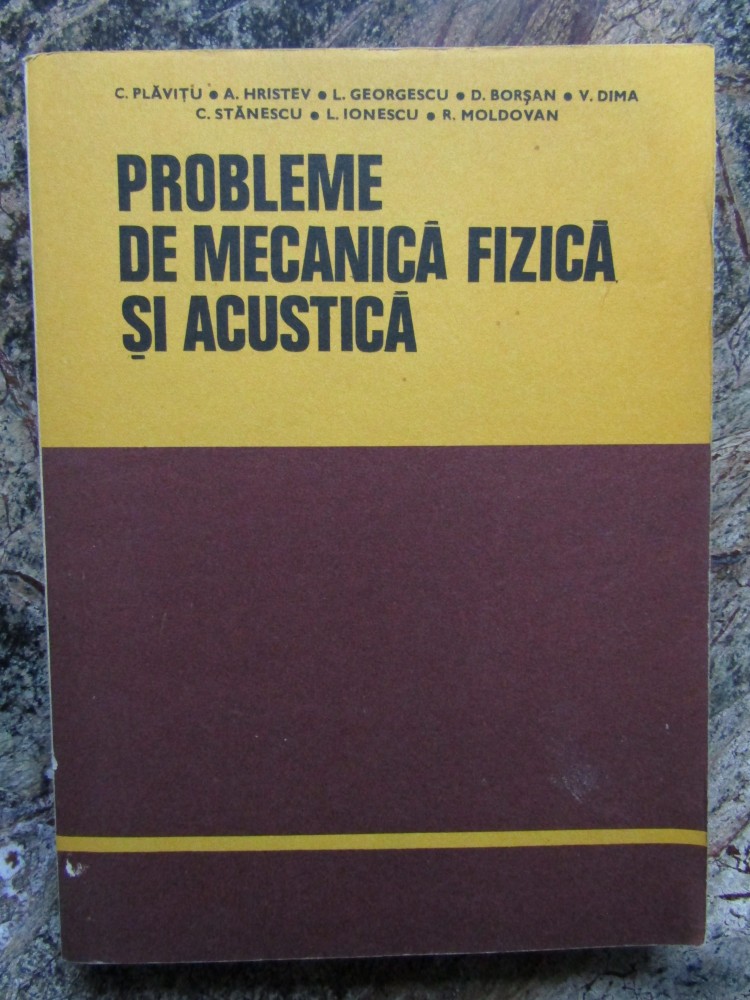 C. PLĂVIȚU • A. HRISTEV • L. GEORGESCU • D. BORȘAN • V. DIMA
C. STĂNESCU • L. IONESCU • R. MOLDOVAN
PROBLEME
DE MECANICĂ FIZICĂ
ȘI ACUSTICĂ